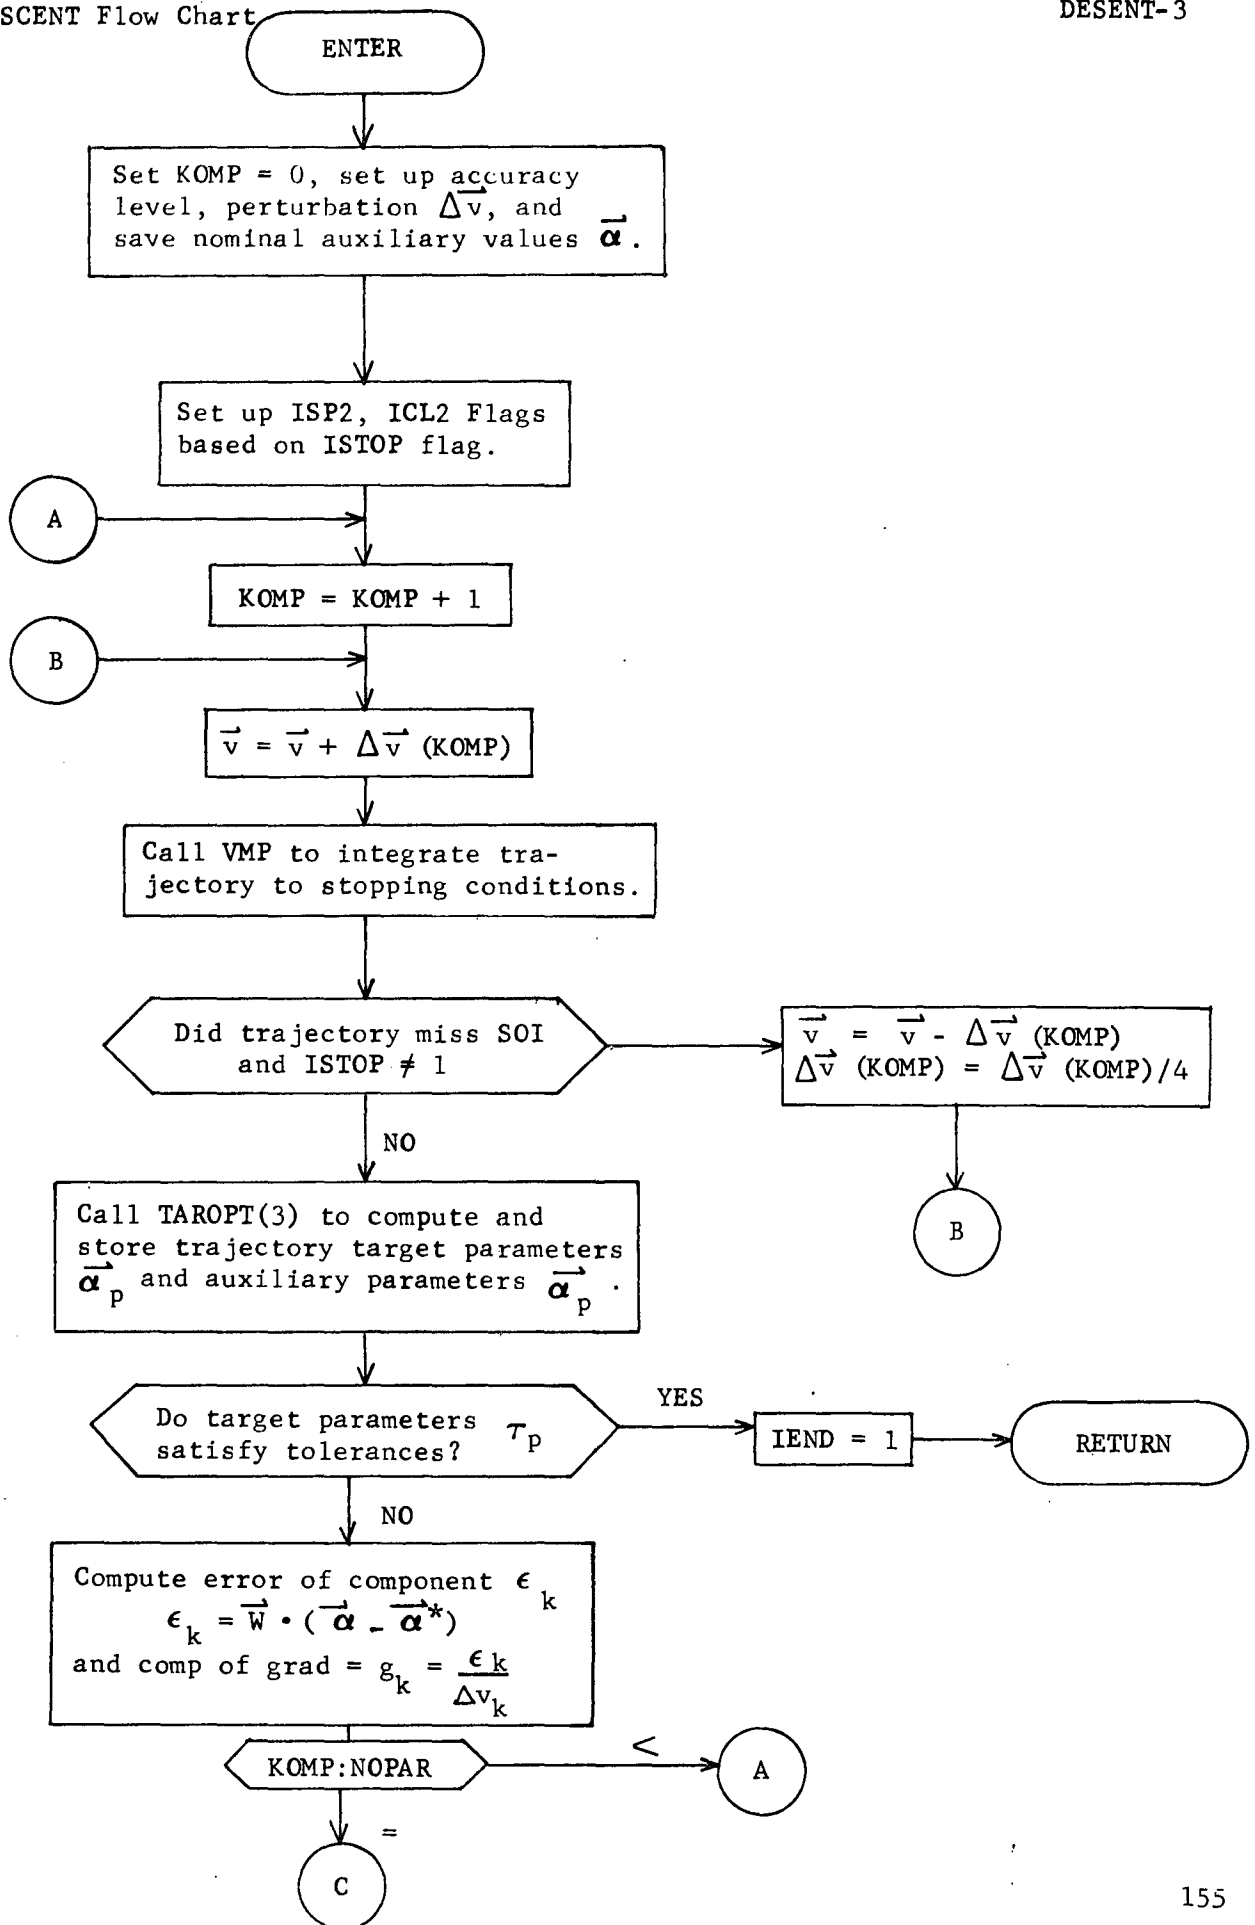 SCENT Flow Chart
DESENT-3
ENTER
Set KOMP = 0, set up accuracy
level, perturbation Δv⃗, and
save nominal auxiliary values α⃗.
Set up ISP2, ICL2 Flags
based on ISTOP flag.
A
KOMP = KOMP + 1
B
v⃗ = v⃗ + Δv⃗ (KOMP)
Call VMP to integrate tra-
jectory to stopping conditions.
Did trajectory miss SOI
and ISTOP ≠ 1
v⃗ = v⃗ - Δv⃗ (KOMP)
Δv⃗ (KOMP) = Δv⃗ (KOMP)/4
NO
B
Call TAROPT(3) to compute and
store trajectory target parameters
α⃗p and auxiliary parameters α⃗p.
Do target parameters τp
satisfy tolerances?
YES
IEND = 1
RETURN
NO
Compute error of component ϵk
ϵk = W⃗ • (α⃗ - α⃗*)
and comp of grad = gk = ϵk/Δvk
KOMP:NOPAR
<
A
=
C
155